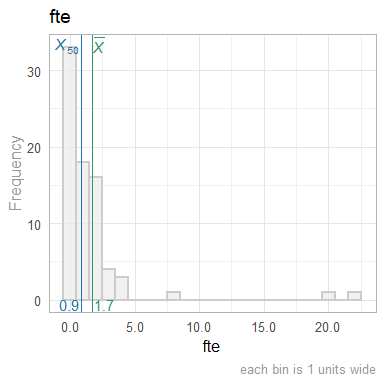 fte
X50 X̅
Frequency
30
20
10
0
0.9 1.7
0.0 5.0 10.0 15.0 20.0
fte
each bin is 1 units wide